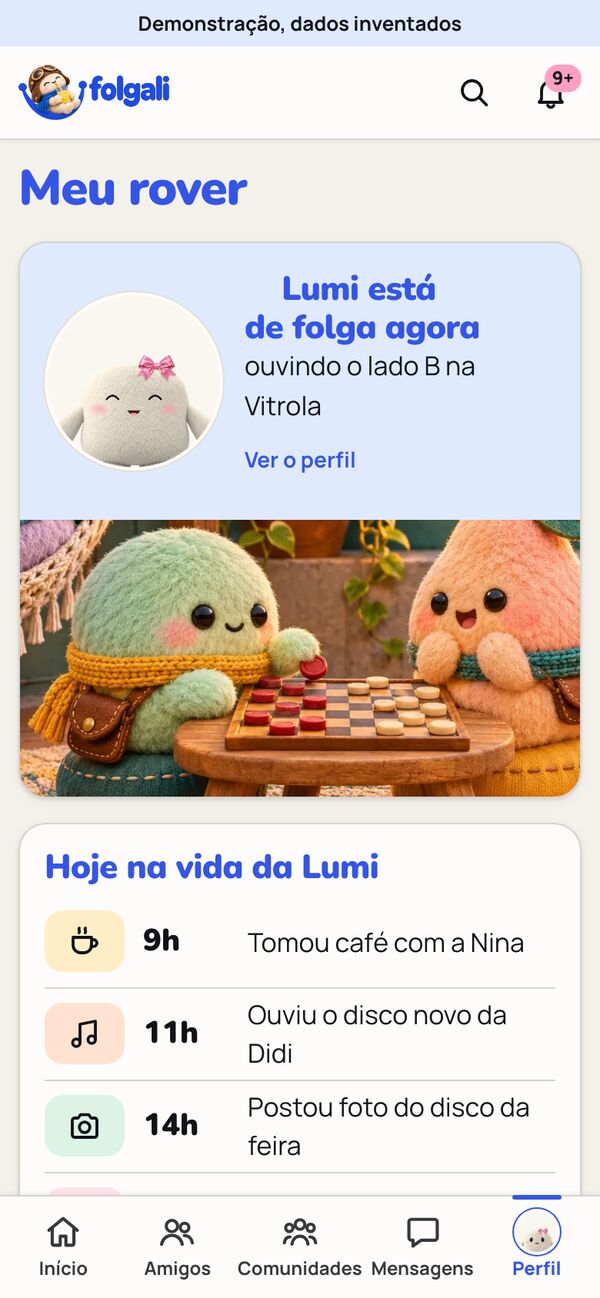 Demonstração, dados inventados
folgali
9+
Meu rover
Lumi está
de folga agora
ouvindo o lado B na
Vitrola
Ver o perfil
Hoje na vida da Lumi
9h Tomou café com a Nina
11h Ouviu o disco novo da
Didi
14h Postou foto do disco da
feira
Início Amigos Comunidades Mensagens Perfil